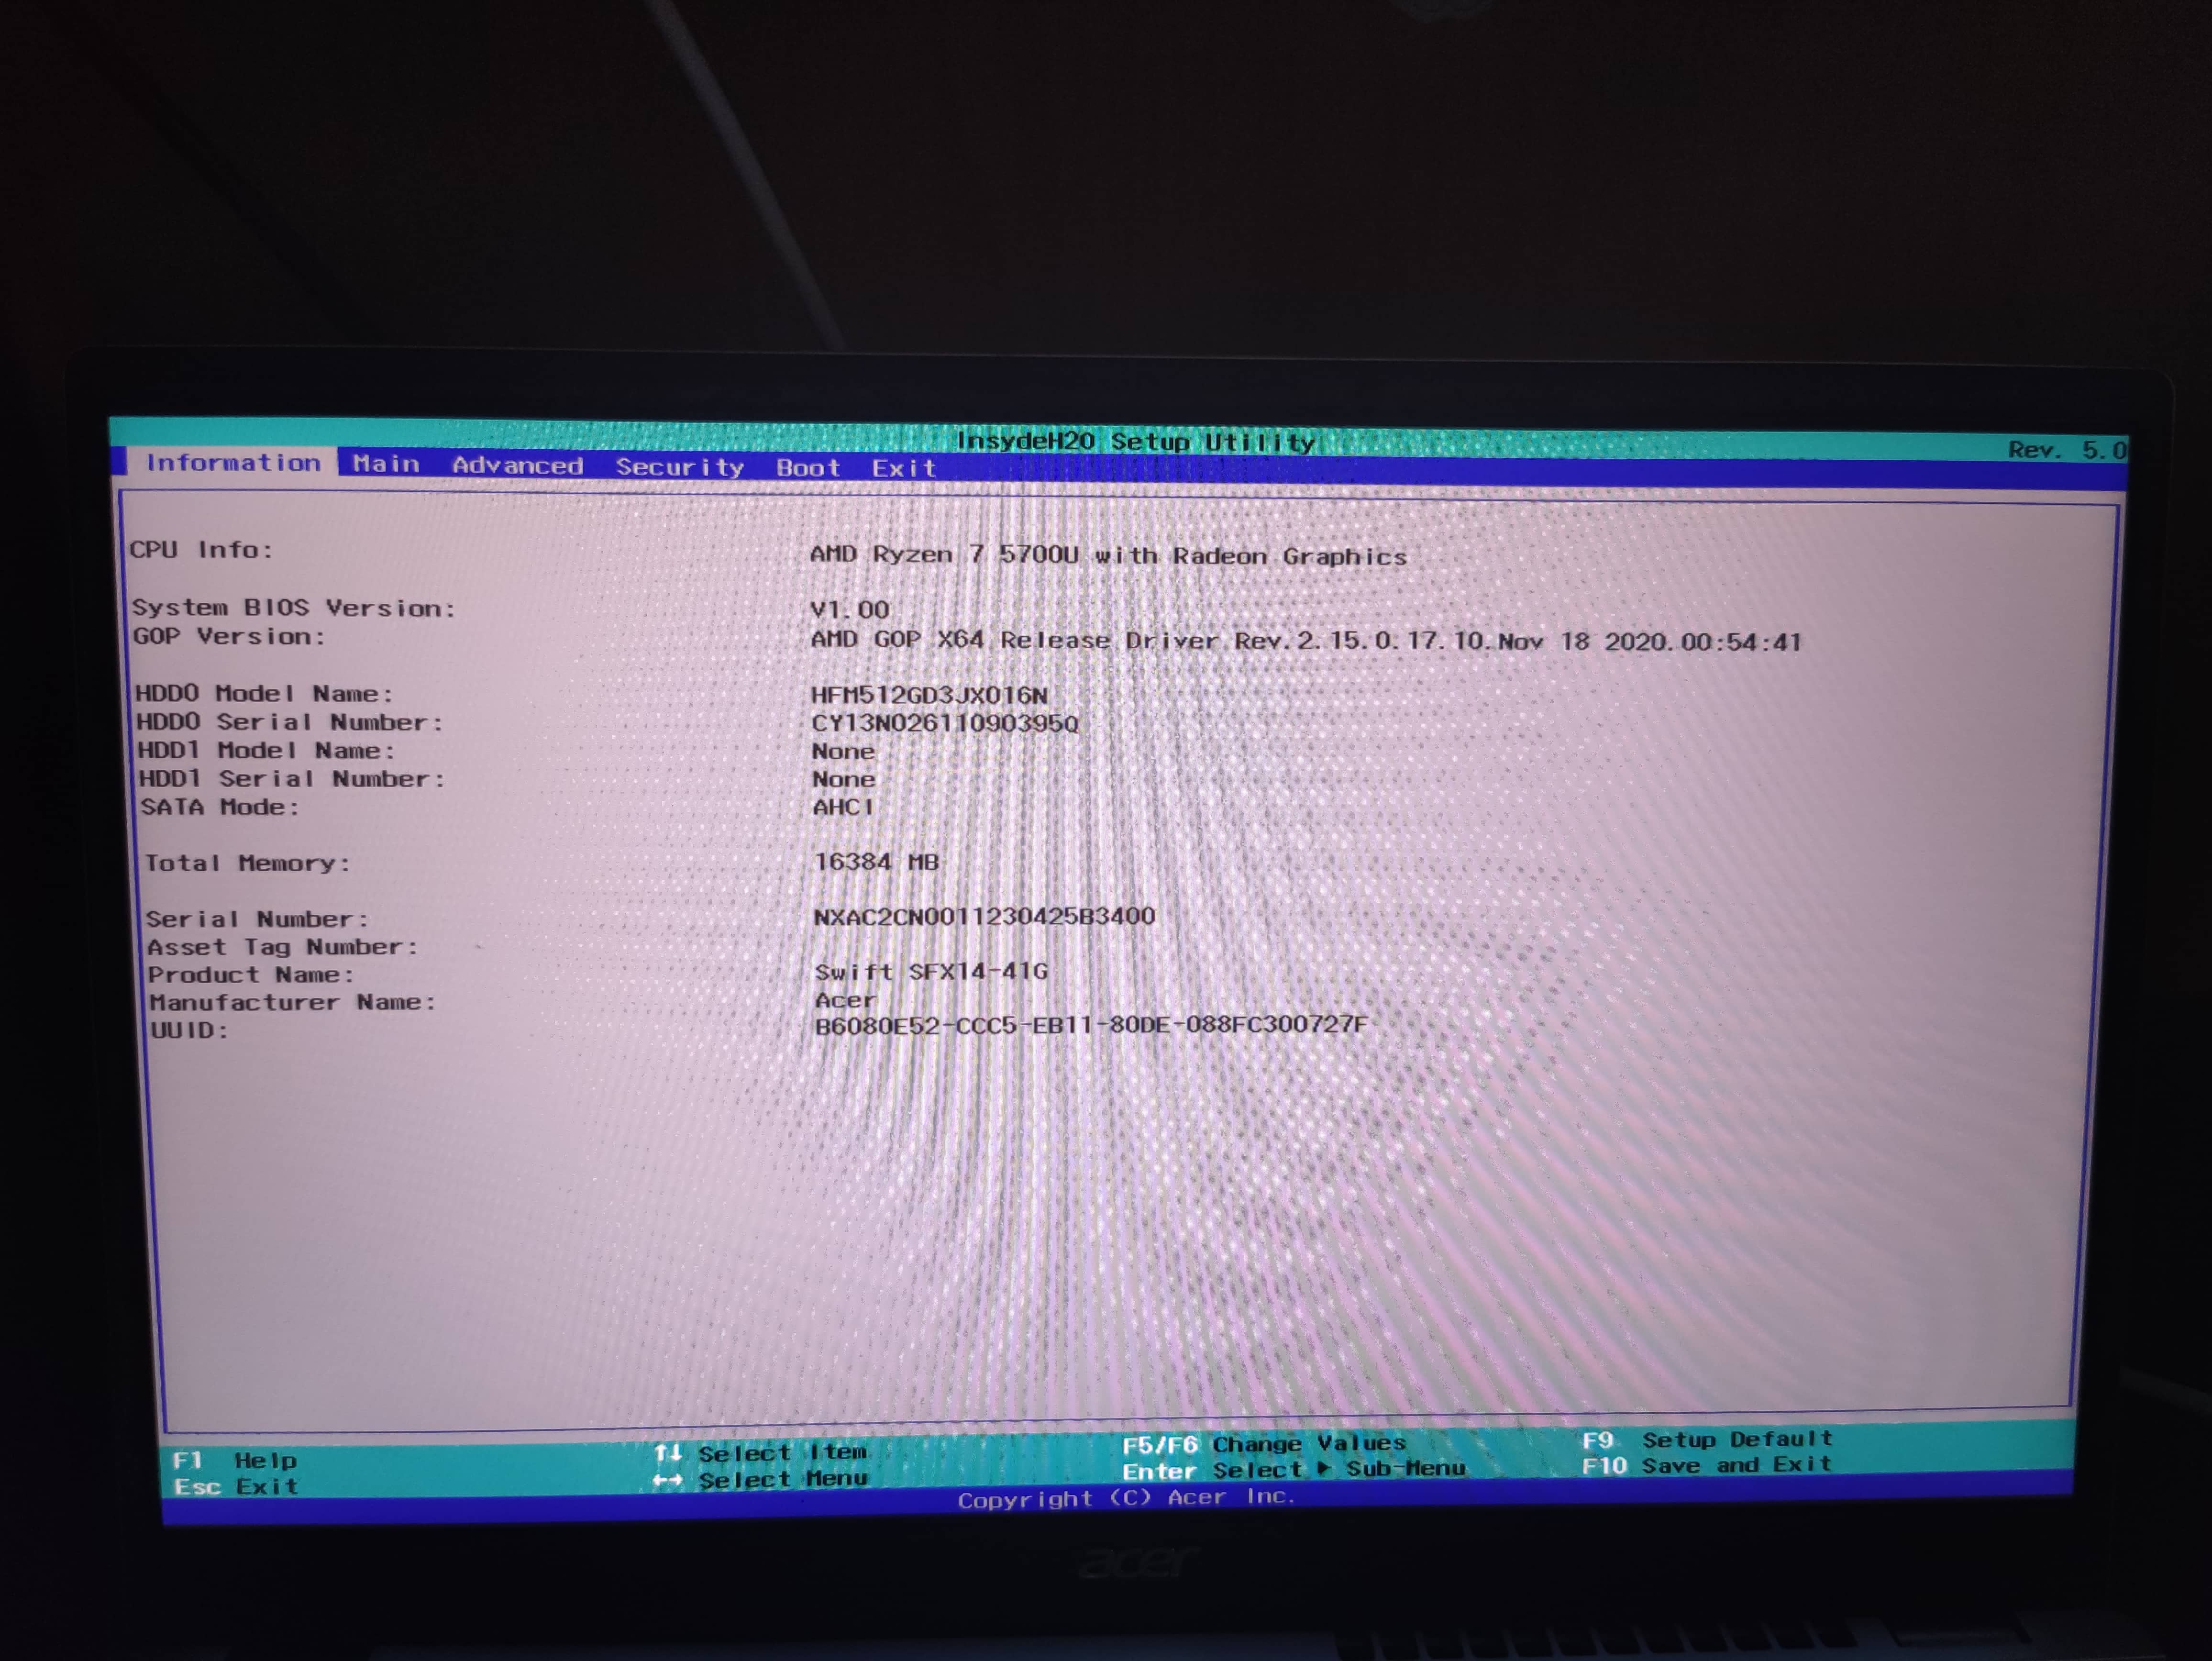 InsydeH20 Setup Utility
Rev. 5.0
Information Main Advanced Security Boot Exit
CPU Info: AMD Ryzen 7 5700U with Radeon Graphics
System BIOS Version: V1.00
GOP Version: AMD GOP X64 Release Driver Rev.2.15.0.17.10.Nov 18 2020.00:54:41
HDD0 Model Name: HFM512GD3JX016N
HDD0 Serial Number: CY13N02611090395Q
HDD1 Model Name: None
HDD1 Serial Number: None
SATA Mode: AHCI
Total Memory: 16384 MB
Serial Number: NXAC2CN0011230425B3400
Asset Tag Number:
Product Name: Swift SFX14-41G
Manufacturer Name: Acer
UUID: B6080E52-CCC5-EB11-80DE-088FC300727F
F1 Help ↑↓ Select Item F5/F6 Change Values F9 Setup Default
Esc Exit ←→ Select Menu Enter Select ▶ Sub-Menu F10 Save and Exit
Copyright (C) Acer Inc.
acer